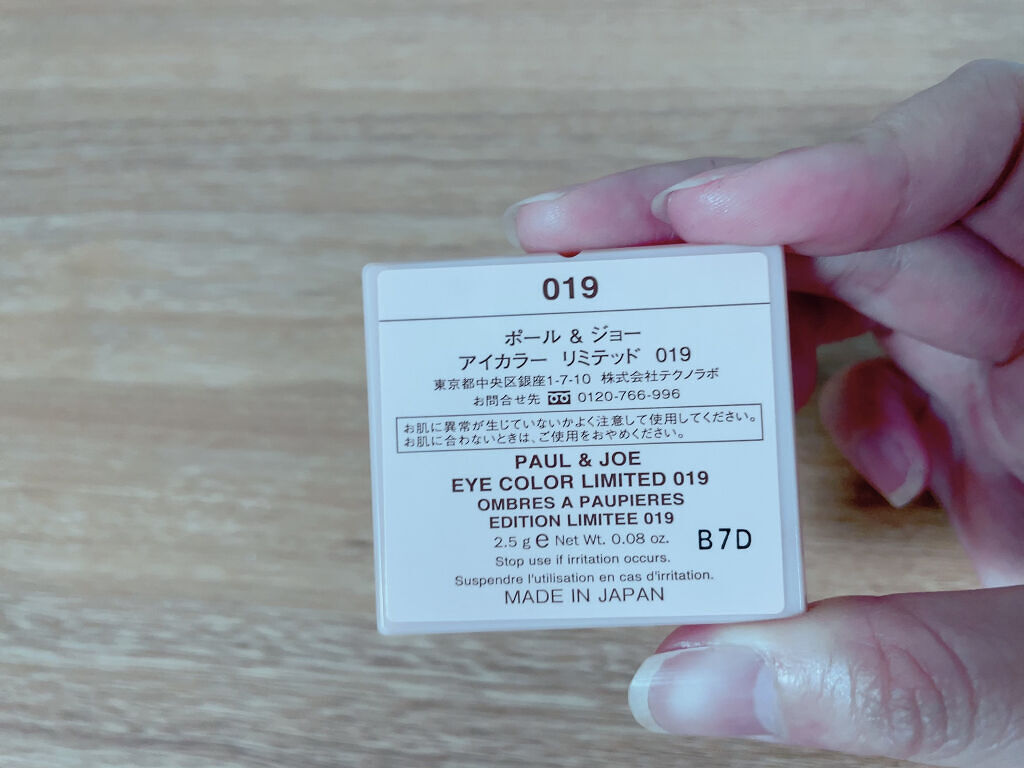 019
ポール & ジョー
アイカラー リミテッド 019
東京都中央区銀座1-7-10 株式会社テクノラボ
お問合せ先 0120-766-996
お肌に異常が生じていないかよく注意して使用してください。
お肌に合わないときは、ご使用をおやめください。
PAUL & JOE
EYE COLOR LIMITED 019
OMBRES A PAUPIERES
EDITION LIMITEE 019
2.5 g ℮ Net Wt. 0.08 oz.
B7D
Stop use if irritation occurs.
Suspendre l'utilisation en cas d'irritation.
MADE IN JAPAN